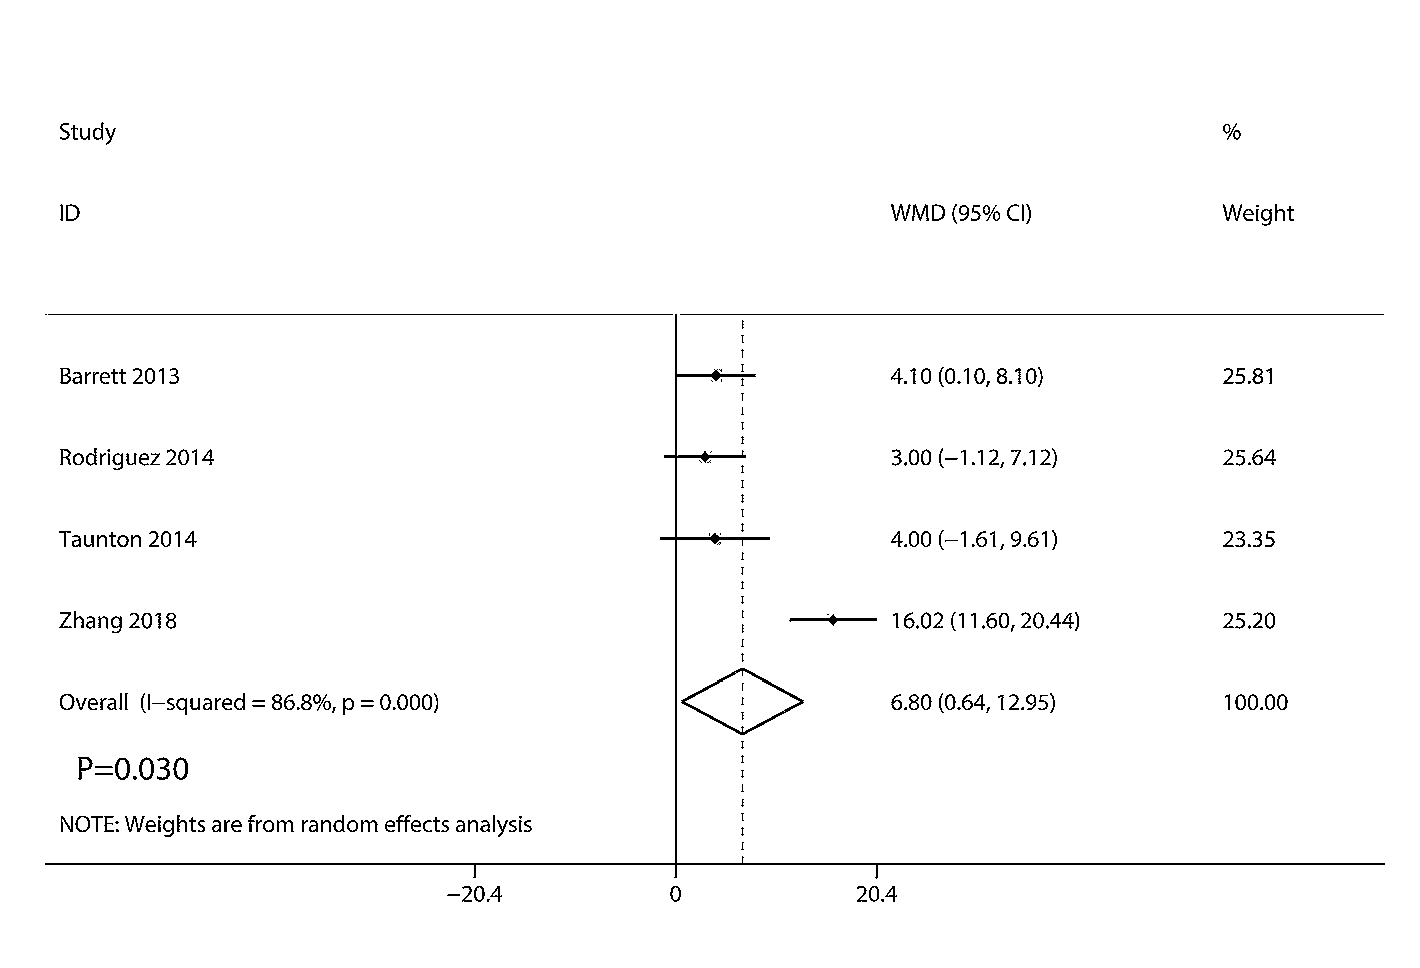 Study %
ID WMD (95% CI) Weight
Barrett 2013 4.10 (0.10, 8.10) 25.81
Rodriguez 2014 3.00 (−1.12, 7.12) 25.64
Taunton 2014 4.00 (−1.61, 9.61) 23.35
Zhang 2018 16.02 (11.60, 20.44) 25.20
Overall (I−squared = 86.8%, p = 0.000) 6.80 (0.64, 12.95) 100.00
P=0.030
NOTE: Weights are from random effects analysis
−20.4 0 20.4